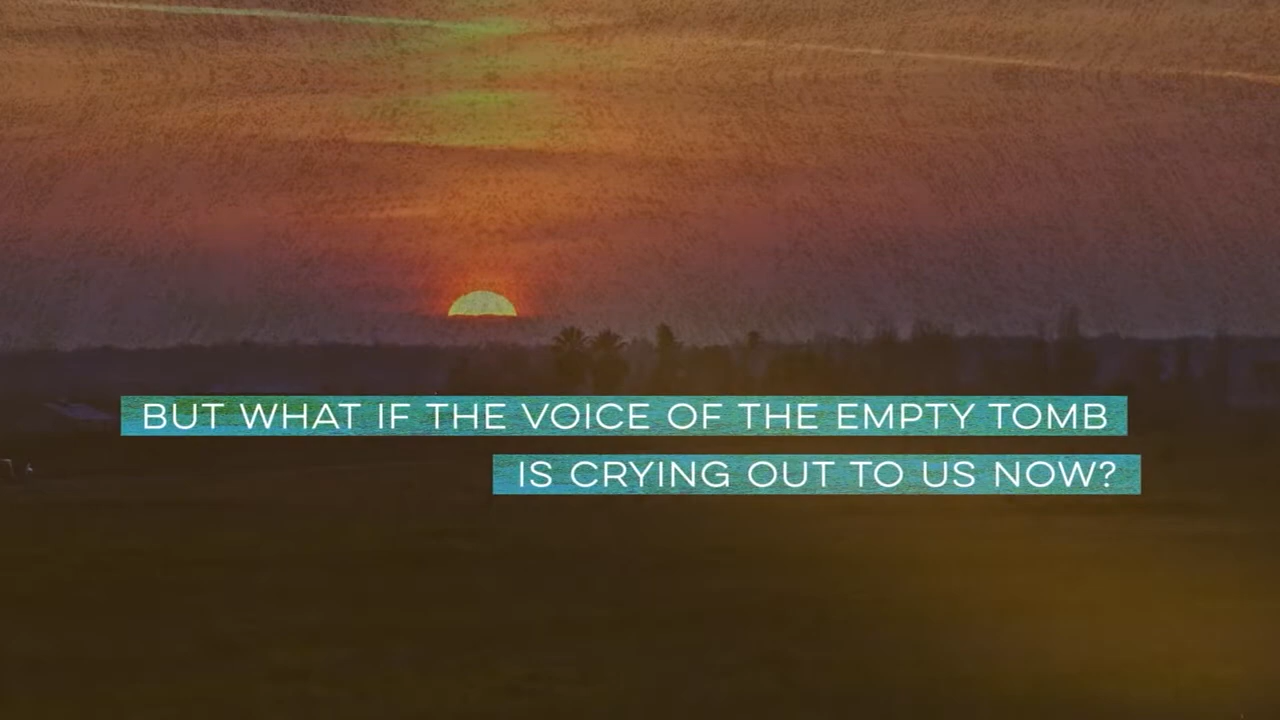 BUT WHAT IF THE VOICE OF THE EMPTY TOMB
IS CRYING OUT TO US NOW?